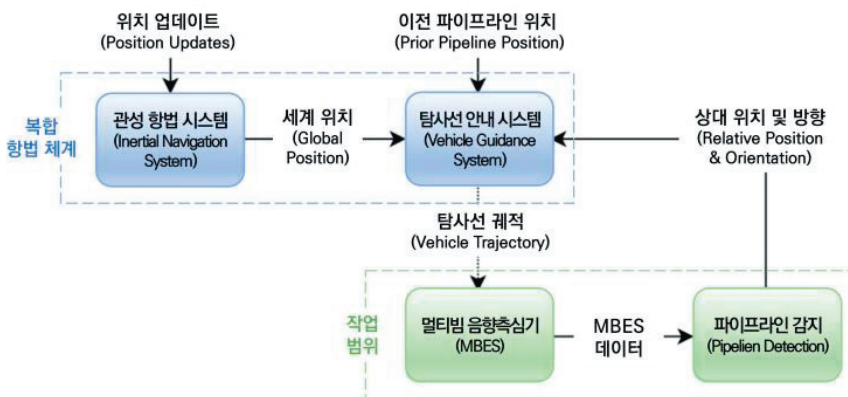 위치 업데이트
(Position Updates)
이전 파이프라인 위치
(Prior Pipeline Position)
복합
항법 체계
관성 항법 시스템
(Inertial Navigation
System)
세계 위치
(Global
Position)
탐사선 안내 시스템
(Vehicle Guidance
System)
상대 위치 및 방향
(Relative Position
& Orientation)
탐사선 궤적
(Vehicle Trajectory)
작업
범위
멀티빔 음향측심기
(MBES)
MBES
데이터
파이프라인 감지
(Pipelien Detection)